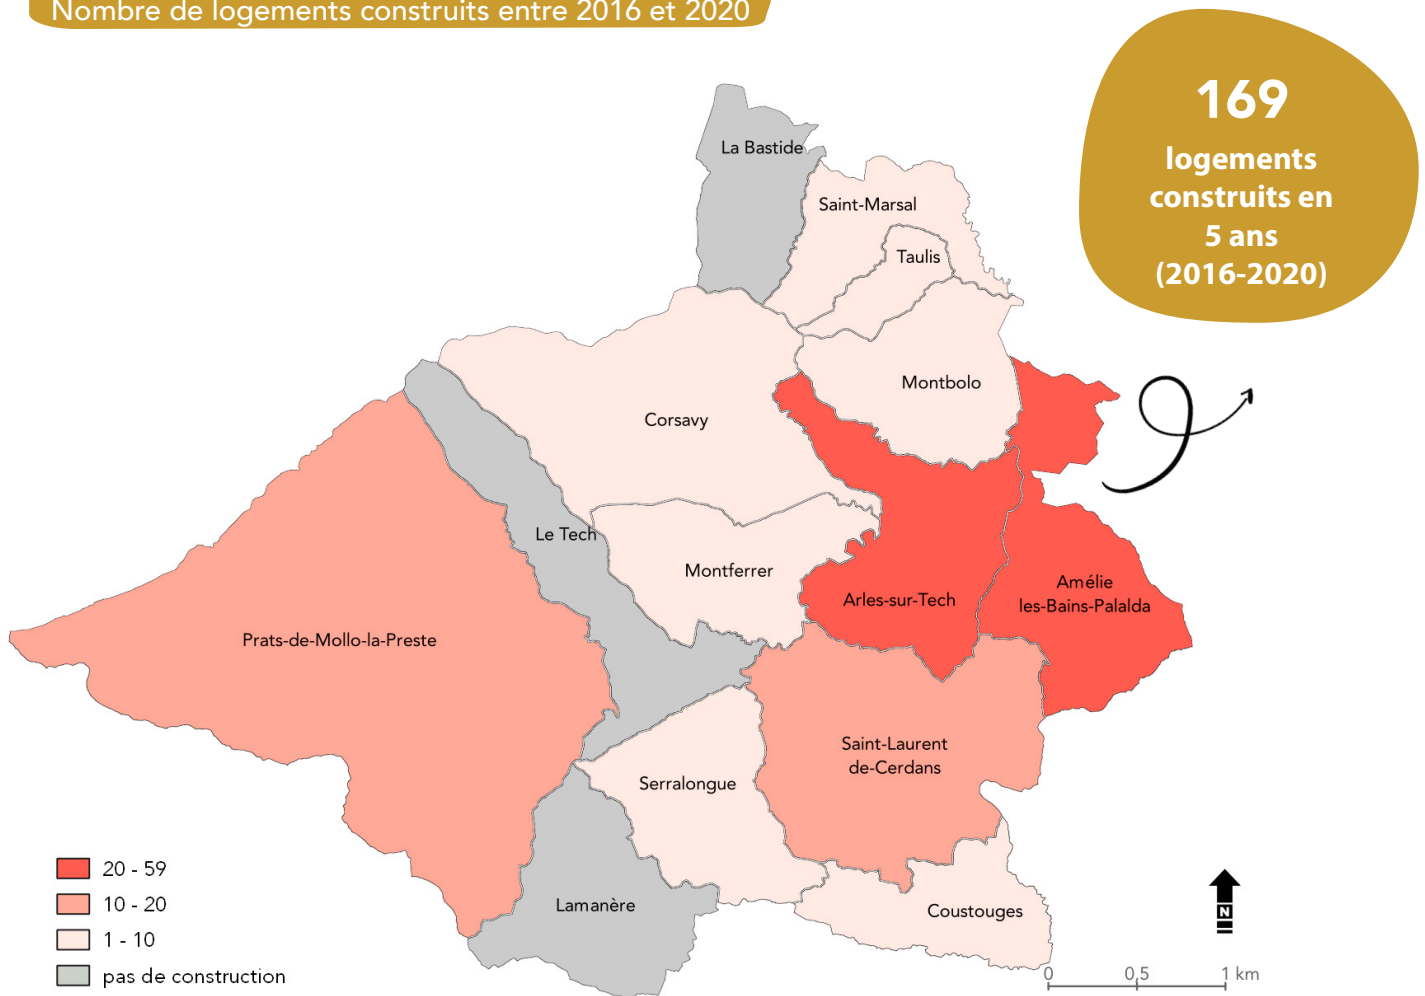 Nombre de logements construits entre 2016 et 2020
169
logements
construits en
5 ans
(2016-2020)
La Bastide
Saint-Marsal
Taulis
Montbolo
Corsavy
Le Tech
Montferrer
Arles-sur-Tech
Amélie
les-Bains-Palalda
Prats-de-Mollo-la-Preste
Saint-Laurent
de-Cerdans
Serralongue
Lamanère
Coustouges
20 - 59
10 - 20
1 - 10
pas de construction
N
0 0,5 1 km